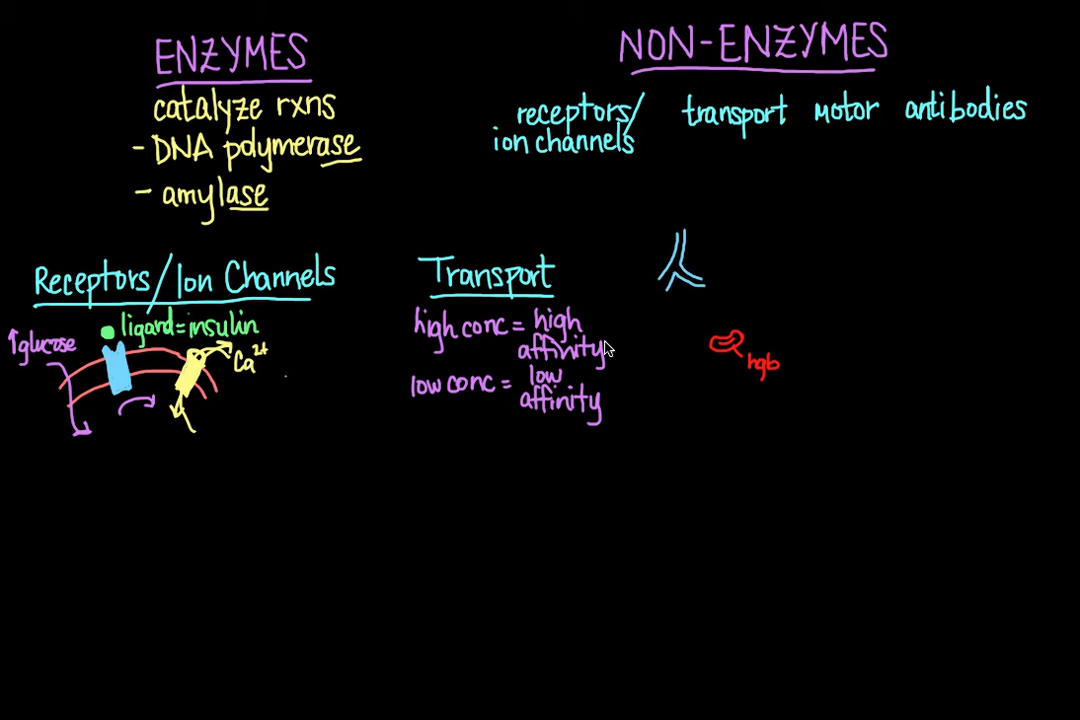 ENZYMES
catalyze rxns
- DNA polymerase
- amylase
NON-ENZYMES
receptors/
ion channels
transport motor antibodies
Receptors/Ion Channels
ligand=insulin
↑glucose
Ca2+
Transport
high conc = high
affinity
low conc = low
affinity
hgb